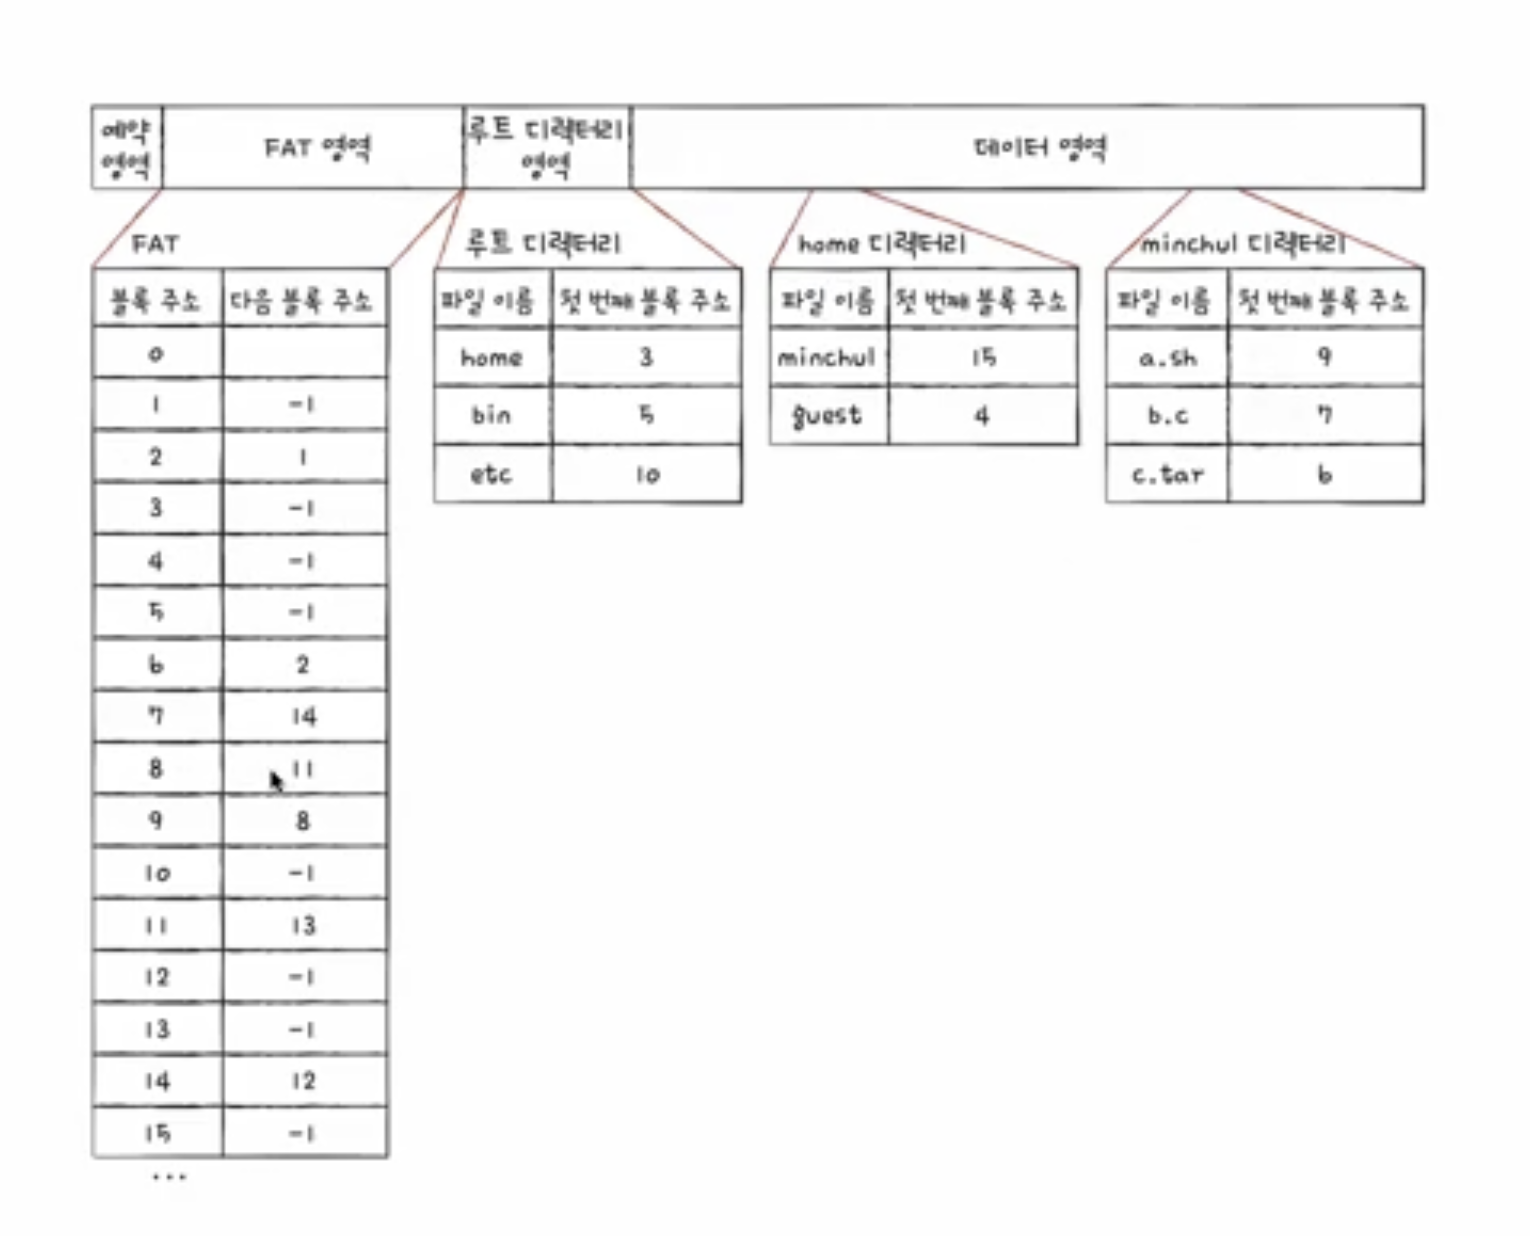 예약
영역
FAT 영역
루트 디렉터리
영역
데이터 영역
FAT
블록 주소 다음 블록 주소
0
1 -1
2 1
3 -1
4 -1
5 -1
6 2
7 14
8 11
9 8
10 -1
11 13
12 -1
13 -1
14 12
15 -1
...
루트 디렉터리
파일 이름 첫 번째 블록 주소
home 3
bin 5
etc 10
home 디렉터리
파일 이름 첫 번째 블록 주소
minchul 15
guest 4
minchul 디렉터리
파일 이름 첫 번째 블록 주소
a.sh 9
b.c 7
c.tar 6